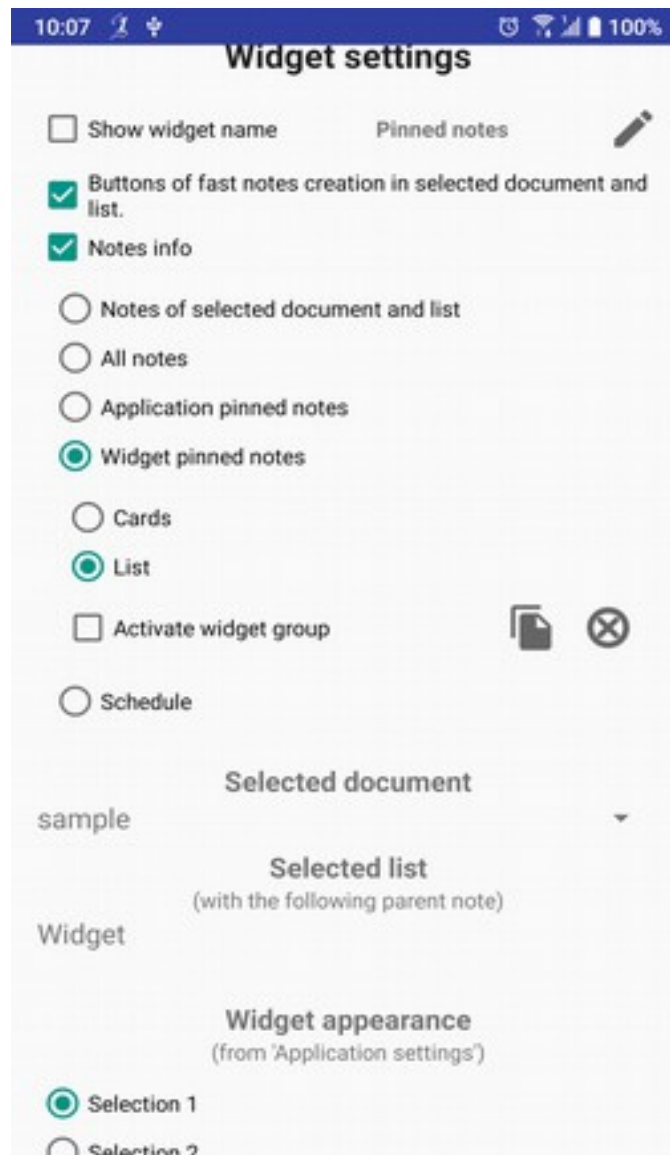 10:07 100%
Widget settings
Show widget name Pinned notes
Buttons of fast notes creation in selected document and
list.
Notes info
Notes of selected document and list
All notes
Application pinned notes
Widget pinned notes
Cards
List
Activate widget group
Schedule
Selected document
sample
Selected list
(with the following parent note)
Widget
Widget appearance
(from 'Application settings')
Selection 1
Selection 2